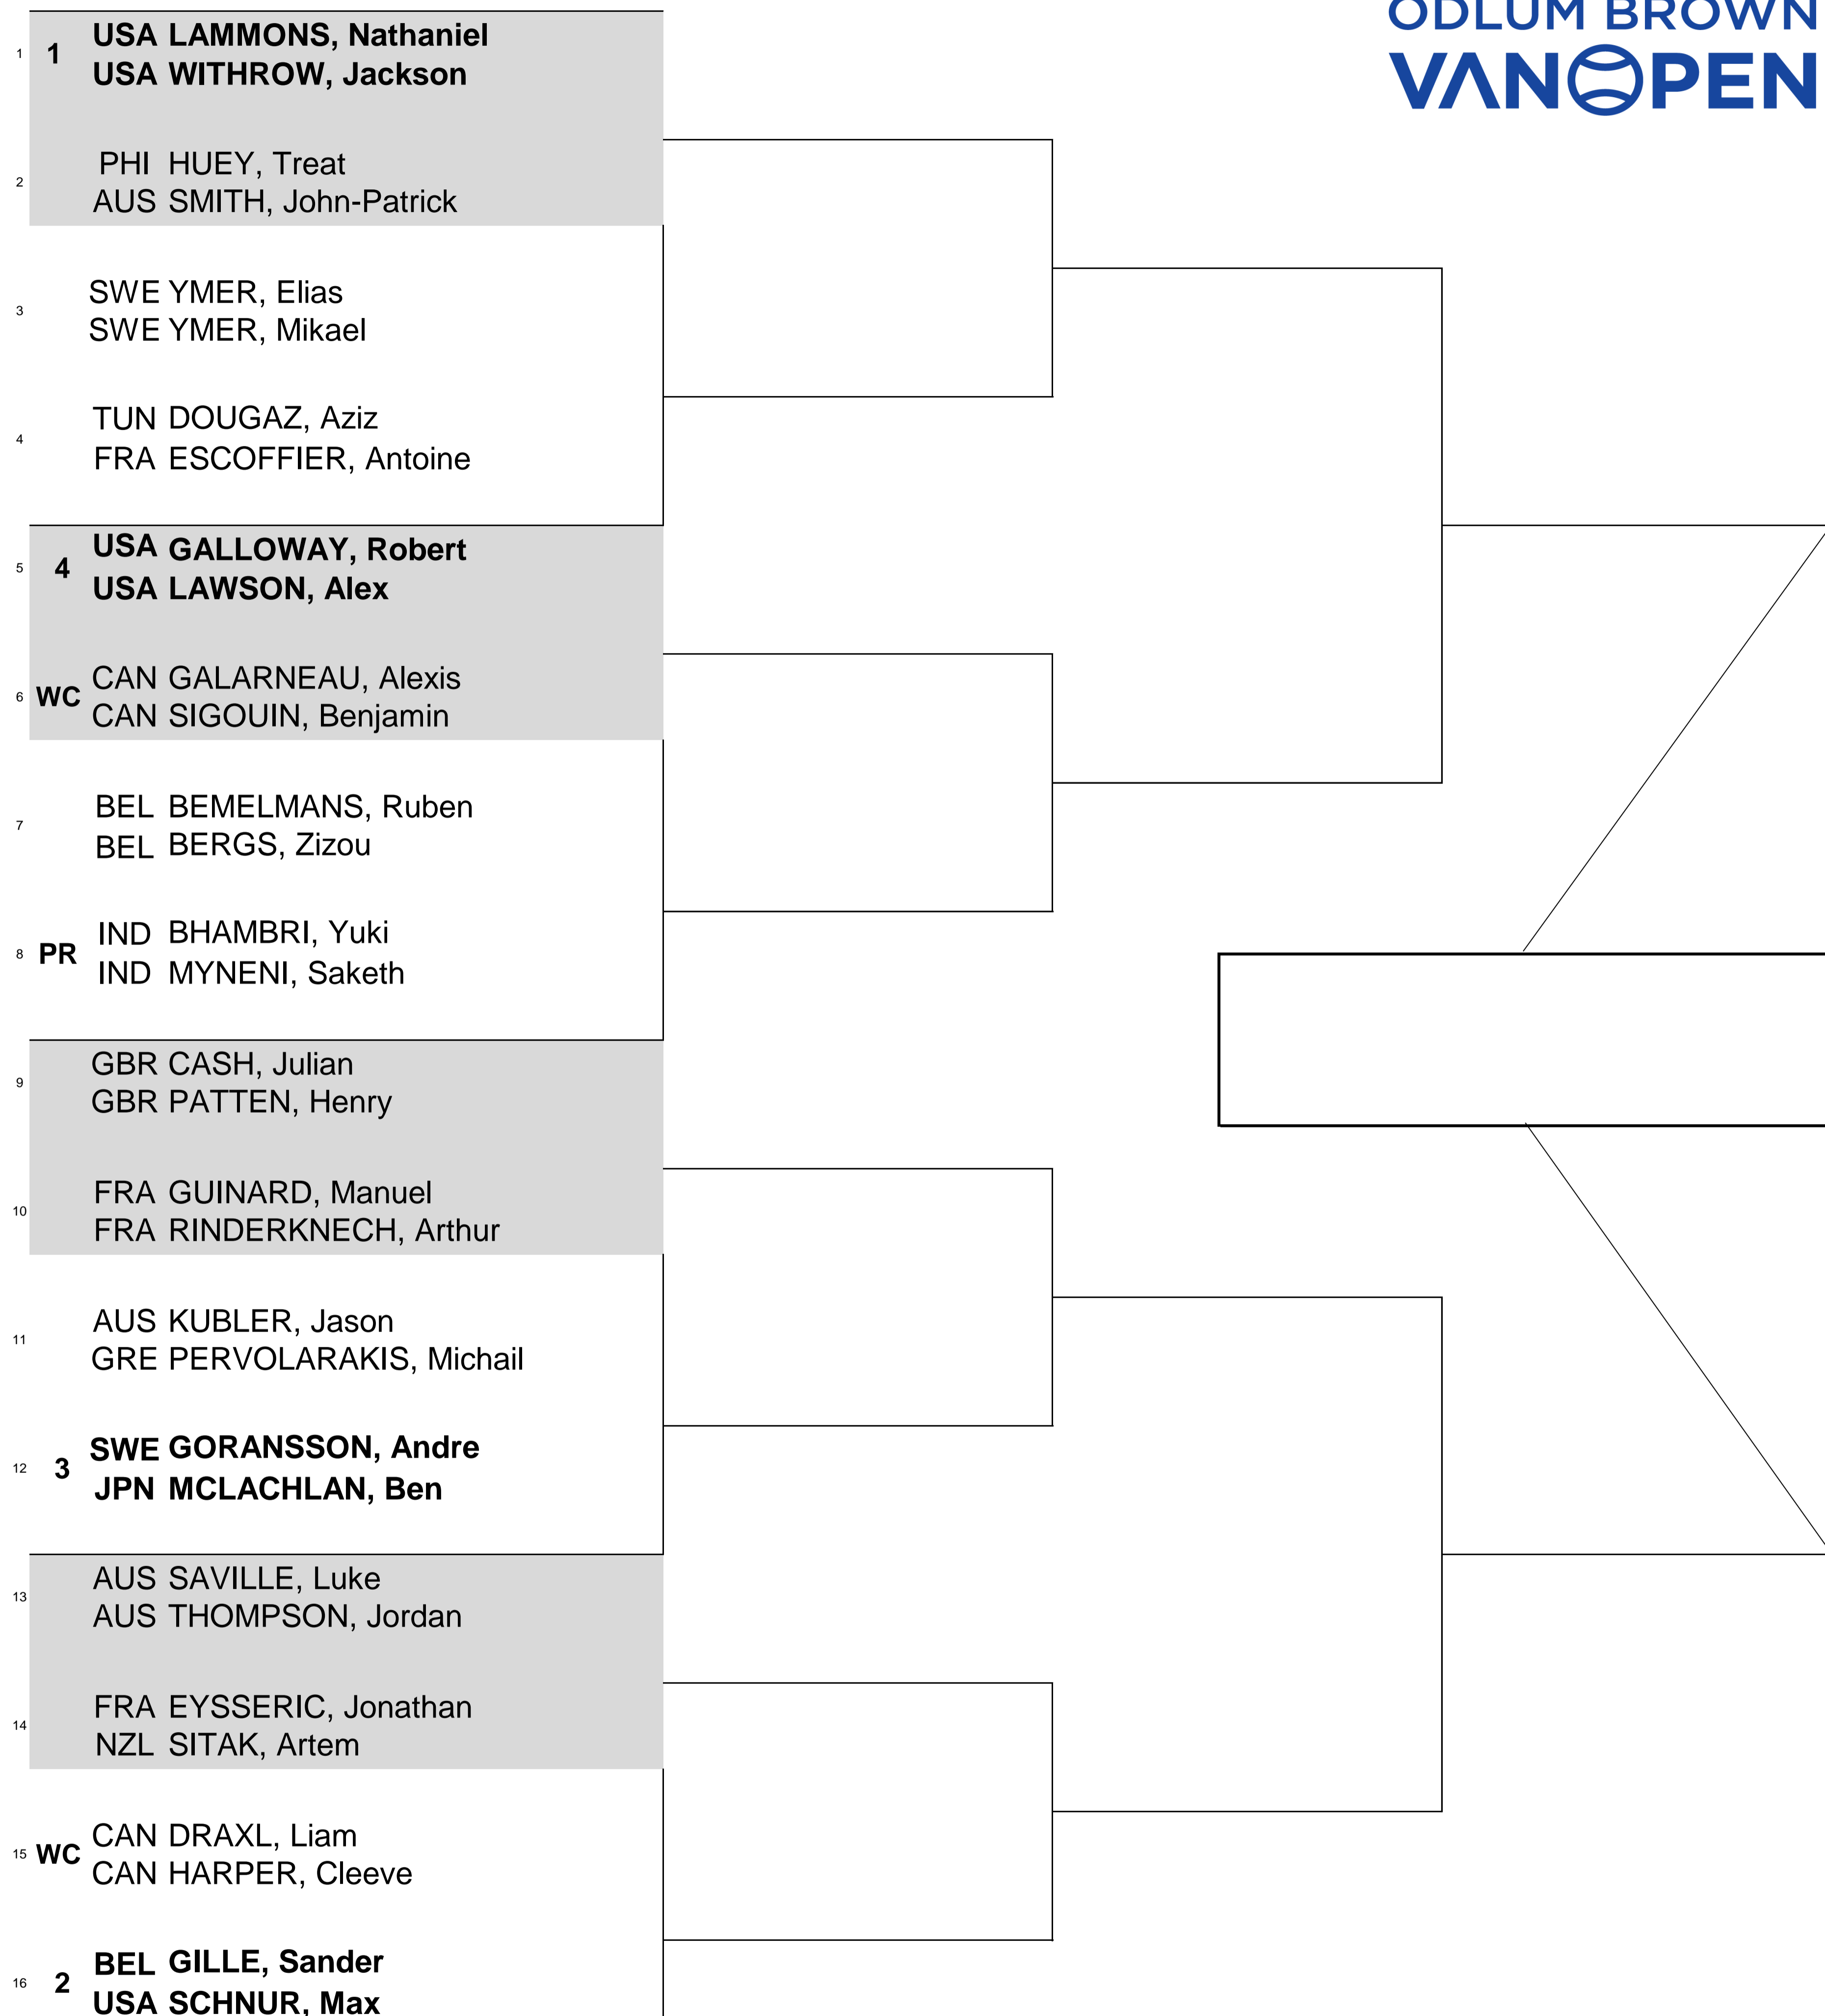 ODLUM BROWN
VANOPEN
1 1 USA LAMMONS, Nathaniel
USA WITHROW, Jackson
2 PHI HUEY, Treat
AUS SMITH, John-Patrick
3 SWE YMER, Elias
SWE YMER, Mikael
4 TUN DOUGAZ, Aziz
FRA ESCOFFIER, Antoine
5 4 USA GALLOWAY, Robert
USA LAWSON, Alex
6 WC CAN GALARNEAU, Alexis
CAN SIGOUIN, Benjamin
7 BEL BEMELMANS, Ruben
BEL BERGS, Zizou
8 PR IND BHAMBRI, Yuki
IND MYNENI, Saketh
9 GBR CASH, Julian
GBR PATTEN, Henry
10 FRA GUINARD, Manuel
FRA RINDERKNECH, Arthur
11 AUS KUBLER, Jason
GRE PERVOLARAKIS, Michail
12 3 SWE GORANSSON, Andre
JPN MCLACHLAN, Ben
13 AUS SAVILLE, Luke
AUS THOMPSON, Jordan
14 FRA EYSSERIC, Jonathan
NZL SITAK, Artem
15 WC CAN DRAXL, Liam
CAN HARPER, Cleeve
16 2 BEL GILLE, Sander
USA SCHNUR, Max